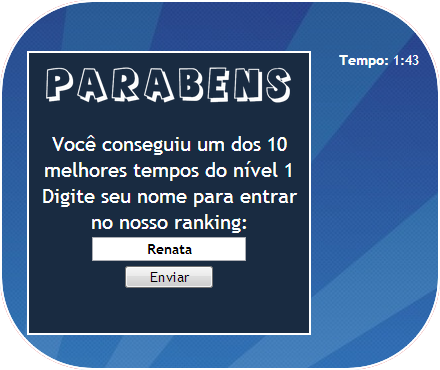 PARABENS
Tempo: 1:43
Você conseguiu um dos 10
melhores tempos do nível 1
Digite seu nome para entrar
no nosso ranking:
Renata
Enviar